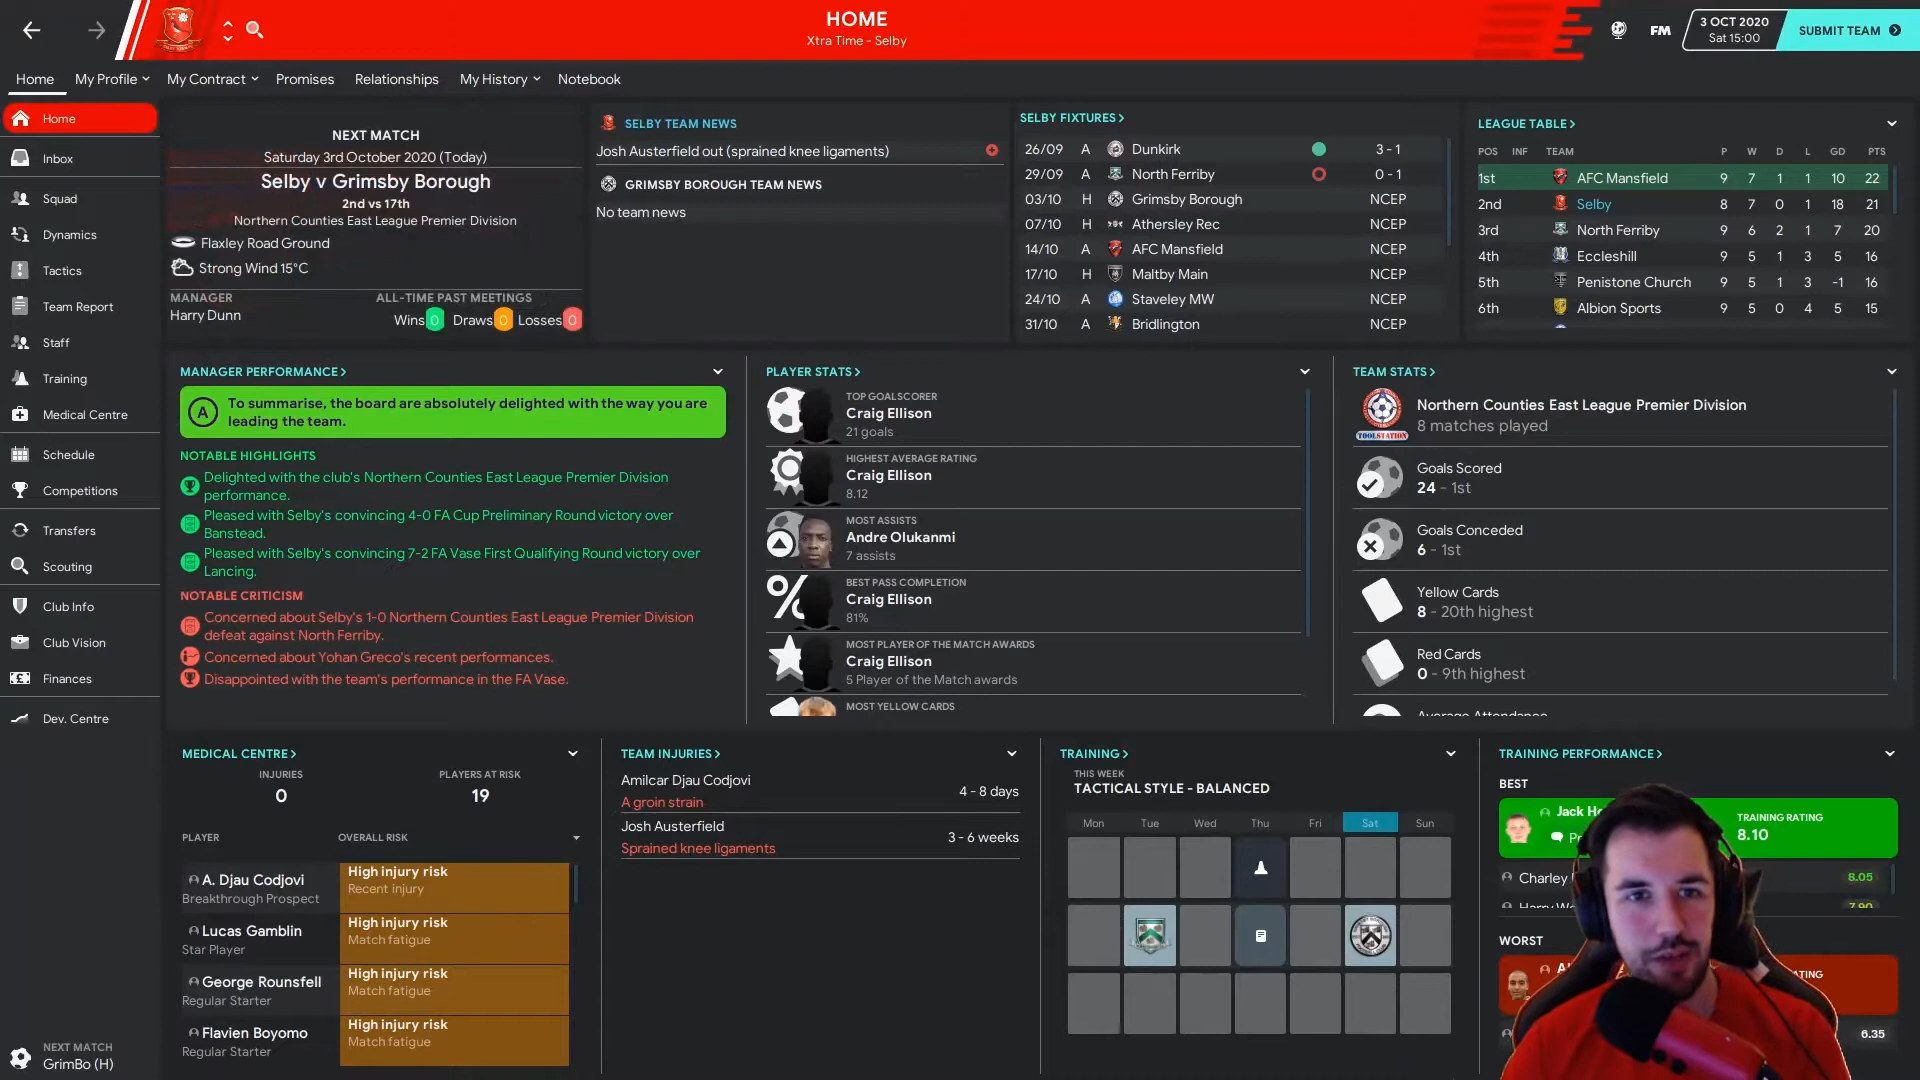 HOME
Xtra Time - Selby
FM
3 OCT 2020
Sat 15:00
SUBMIT TEAM
Home
My Profile
My Contract
Promises
Relationships
My History
Notebook
Home
Inbox
Squad
Dynamics
Tactics
Team Report
Staff
Training
Medical Centre
Schedule
Competitions
Transfers
Scouting
Club Info
Club Vision
Finances
Dev. Centre
NEXT MATCH
GrimBo (H)
NEXT MATCH
Saturday 3rd October 2020 (Today)
Selby v Grimsby Borough
2nd vs 17th
Northern Counties East League Premier Division
Flaxley Road Ground
Strong Wind 15°C
MANAGER
Harry Dunn
ALL-TIME PAST MEETINGS
Wins 0 Draws 0 Losses 0
SELBY TEAM NEWS
Josh Austerfield out (sprained knee ligaments)
GRIMSBY BOROUGH TEAM NEWS
No team news
SELBY FIXTURES >
26/09 A Dunkirk 3 - 1
29/09 A North Ferriby 0 - 1
03/10 H Grimsby Borough NCEP
07/10 H Athersley Rec NCEP
14/10 A AFC Mansfield NCEP
17/10 H Maltby Main NCEP
24/10 A Staveley MW NCEP
31/10 A Bridlington NCEP
LEAGUE TABLE >
POS INF TEAM P W D L GD PTS
1st AFC Mansfield 9 7 1 1 10 22
2nd Selby 8 7 0 1 18 21
3rd North Ferriby 9 6 2 1 7 20
4th Eccleshill 9 5 1 3 5 16
5th Penistone Church 9 5 1 3 -1 16
6th Albion Sports 9 5 0 4 5 15
MANAGER PERFORMANCE >
A
To summarise, the board are absolutely delighted with the way you are
leading the team.
NOTABLE HIGHLIGHTS
Delighted with the club's Northern Counties East League Premier Division
performance.
Pleased with Selby's convincing 4-0 FA Cup Preliminary Round victory over
Banstead.
Pleased with Selby's convincing 7-2 FA Vase First Qualifying Round victory over
Lancing.
NOTABLE CRITICISM
Concerned about Selby's 1-0 Northern Counties East League Premier Division
defeat against North Ferriby.
Concerned about Yohan Greco's recent performances.
Disappointed with the team's performance in the FA Vase.
PLAYER STATS >
TOP GOALSCORER
Craig Ellison
21 goals
HIGHEST AVERAGE RATING
Craig Ellison
8.12
MOST ASSISTS
Andre Olukanmi
7 assists
BEST PASS COMPLETION
Craig Ellison
81%
MOST PLAYER OF THE MATCH AWARDS
Craig Ellison
5 Player of the Match awards
MOST YELLOW CARDS
TEAM STATS >
TOOLSTATION
Northern Counties East League Premier Division
8 matches played
Goals Scored
24 - 1st
Goals Conceded
6 - 1st
Yellow Cards
8 - 20th highest
Red Cards
0 - 9th highest
Average Attendance
MEDICAL CENTRE >
INJURIES
0
PLAYERS AT RISK
19
PLAYER OVERALL RISK
A. Djau Codjovi
Breakthrough Prospect
High injury risk
Recent injury
Lucas Gamblin
Star Player
High injury risk
Match fatigue
George Rounsfell
Regular Starter
High injury risk
Match fatigue
Flavien Boyomo
Regular Starter
High injury risk
Match fatigue
TEAM INJURIES >
Amilcar Djau Codjovi
A groin strain
4 - 8 days
Josh Austerfield
Sprained knee ligaments
3 - 6 weeks
TRAINING >
THIS WEEK
TACTICAL STYLE - BALANCED
Mon Tue Wed Thu Fri Sat Sun
TRAINING PERFORMANCE >
BEST
Jack
TRAINING RATING
8.10
Charley
8.05
7.90
WORST
6.35